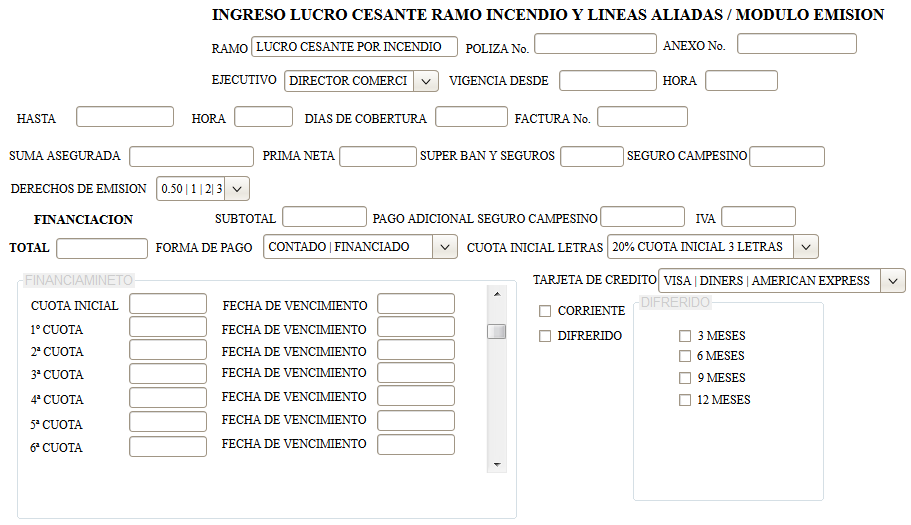 INGRESO LUCRO CESANTE RAMO INCENDIO Y LINEAS ALIADAS / MODULO EMISION
RAMO LUCRO CESANTE POR INCENDIO POLIZA No. ANEXO No.
EJECUTIVO DIRECTOR COMERCI VIGENCIA DESDE HORA
HASTA HORA DIAS DE COBERTURA FACTURA No.
SUMA ASEGURADA PRIMA NETA SUPER BAN Y SEGUROS SEGURO CAMPESINO
DERECHOS DE EMISION 0.50 | 1 | 2| 3
FINANCIACION SUBTOTAL PAGO ADICIONAL SEGURO CAMPESINO IVA
TOTAL FORMA DE PAGO CONTADO | FINANCIADO CUOTA INICIAL LETRAS 20% CUOTA INICIAL 3 LETRAS
FINANCIAMINETO
CUOTA INICIAL FECHA DE VENCIMIENTO
1º CUOTA FECHA DE VENCIMIENTO
2ª CUOTA FECHA DE VENCIMIENTO
3ª CUOTA FECHA DE VENCIMIENTO
4ª CUOTA FECHA DE VENCIMIENTO
5ª CUOTA FECHA DE VENCIMIENTO
6ª CUOTA FECHA DE VENCIMIENTO
TARJETA DE CREDITO VISA | DINERS | AMERICAN EXPRESS
CORRIENTE
DIFRERIDO
DIFRERIDO
3 MESES
6 MESES
9 MESES
12 MESES